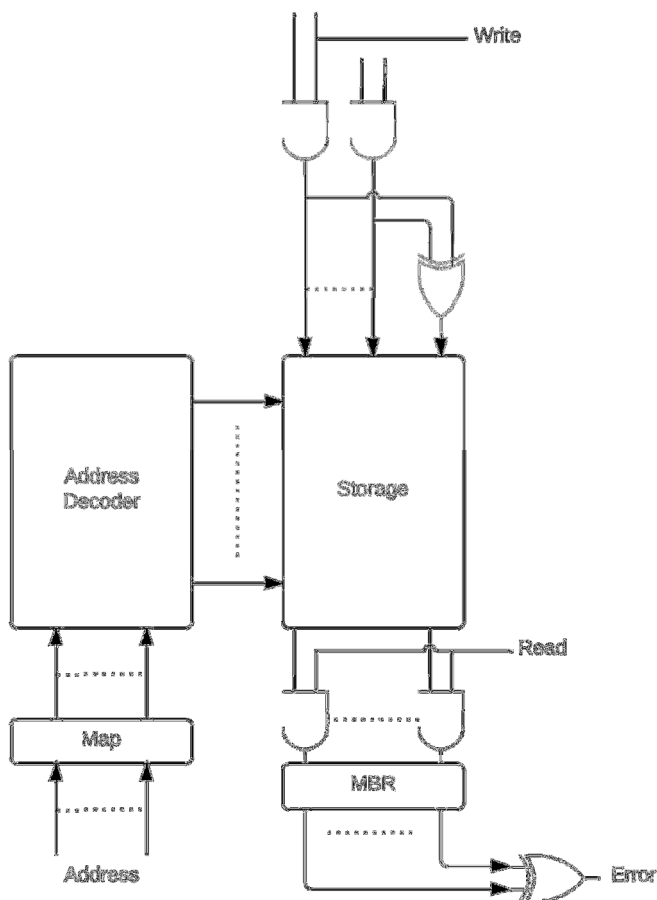 Write
Address
Decoder
Storage
Read
Map
MBR
Address
Error